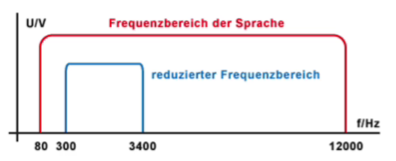 U/V
Frequenzbereich der Sprache
reduzierter Frequenzbereich
f/Hz
80 300 3400 12000